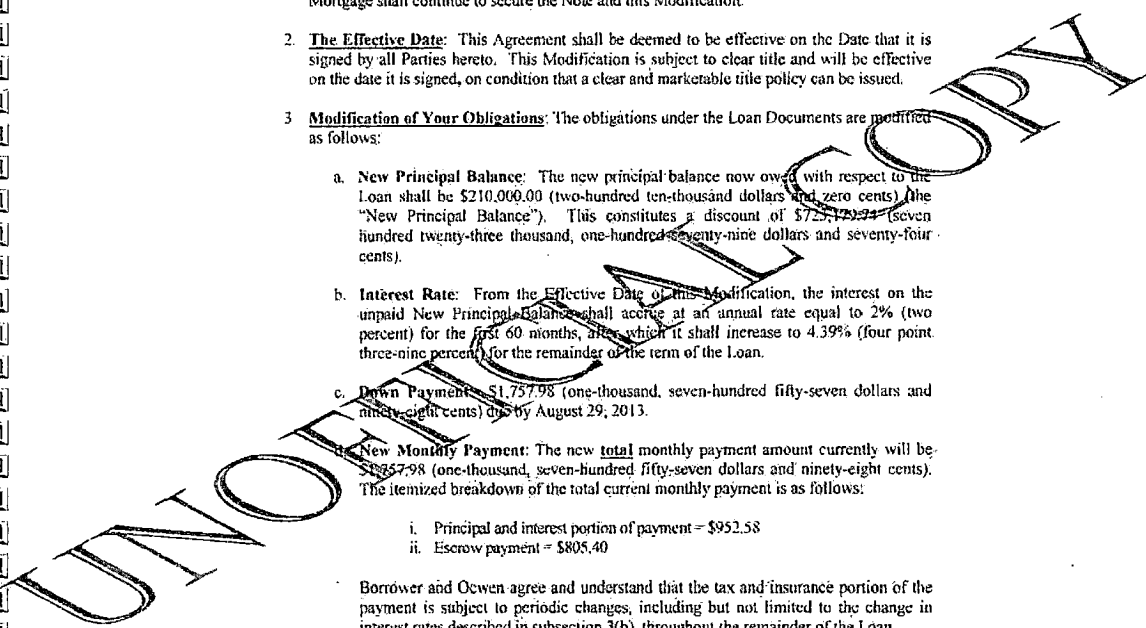 Mortgage shall continue to secure the Note and this Modification.
2. The Effective Date: This Agreement shall be deemed to be effective on the Date that it is
signed by all Parties hereto. This Modification is subject to clear title and will be effective
on the date it is signed, on condition that a clear and marketable title policy can be issued.
3 Modification of Your Obligations: The obligations under the Loan Documents are modified
as follows:
a. New Principal Balance: The new principal balance now owed with respect to the
Loan shall be $210,000.00 (two-hundred ten-thousand dollars and zero cents) (the
“New Principal Balance”). This constitutes a discount of $723,179.74 (seven
hundred twenty-three thousand, one-hundred seventy-nine dollars and seventy-four
cents).
b. Interest Rate: From the Effective Date of this Modification, the interest on the
unpaid New Principal Balance shall accrue at an annual rate equal to 2% (two
percent) for the first 60 months, after which it shall increase to 4.39% (four point
three-nine percent) for the remainder of the term of the Loan.
c. Down Payment - $1,757.98 (one-thousand, seven-hundred fifty-seven dollars and
ninety-eight cents) due by August 29, 2013.
d. New Monthly Payment: The new total monthly payment amount currently will be
$1,757.98 (one-thousand, seven-hundred fifty-seven dollars and ninety-eight cents).
The itemized breakdown of the total current monthly payment is as follows:
i. Principal and interest portion of payment = $952.58
ii. Escrow payment = $805.40
Borrower and Ocwen agree and understand that the tax and insurance portion of the
payment is subject to periodic changes, including but not limited to the change in
interest rates described in subsection 3(b), throughout the remainder of the Loan
UNOFFICIAL COPY